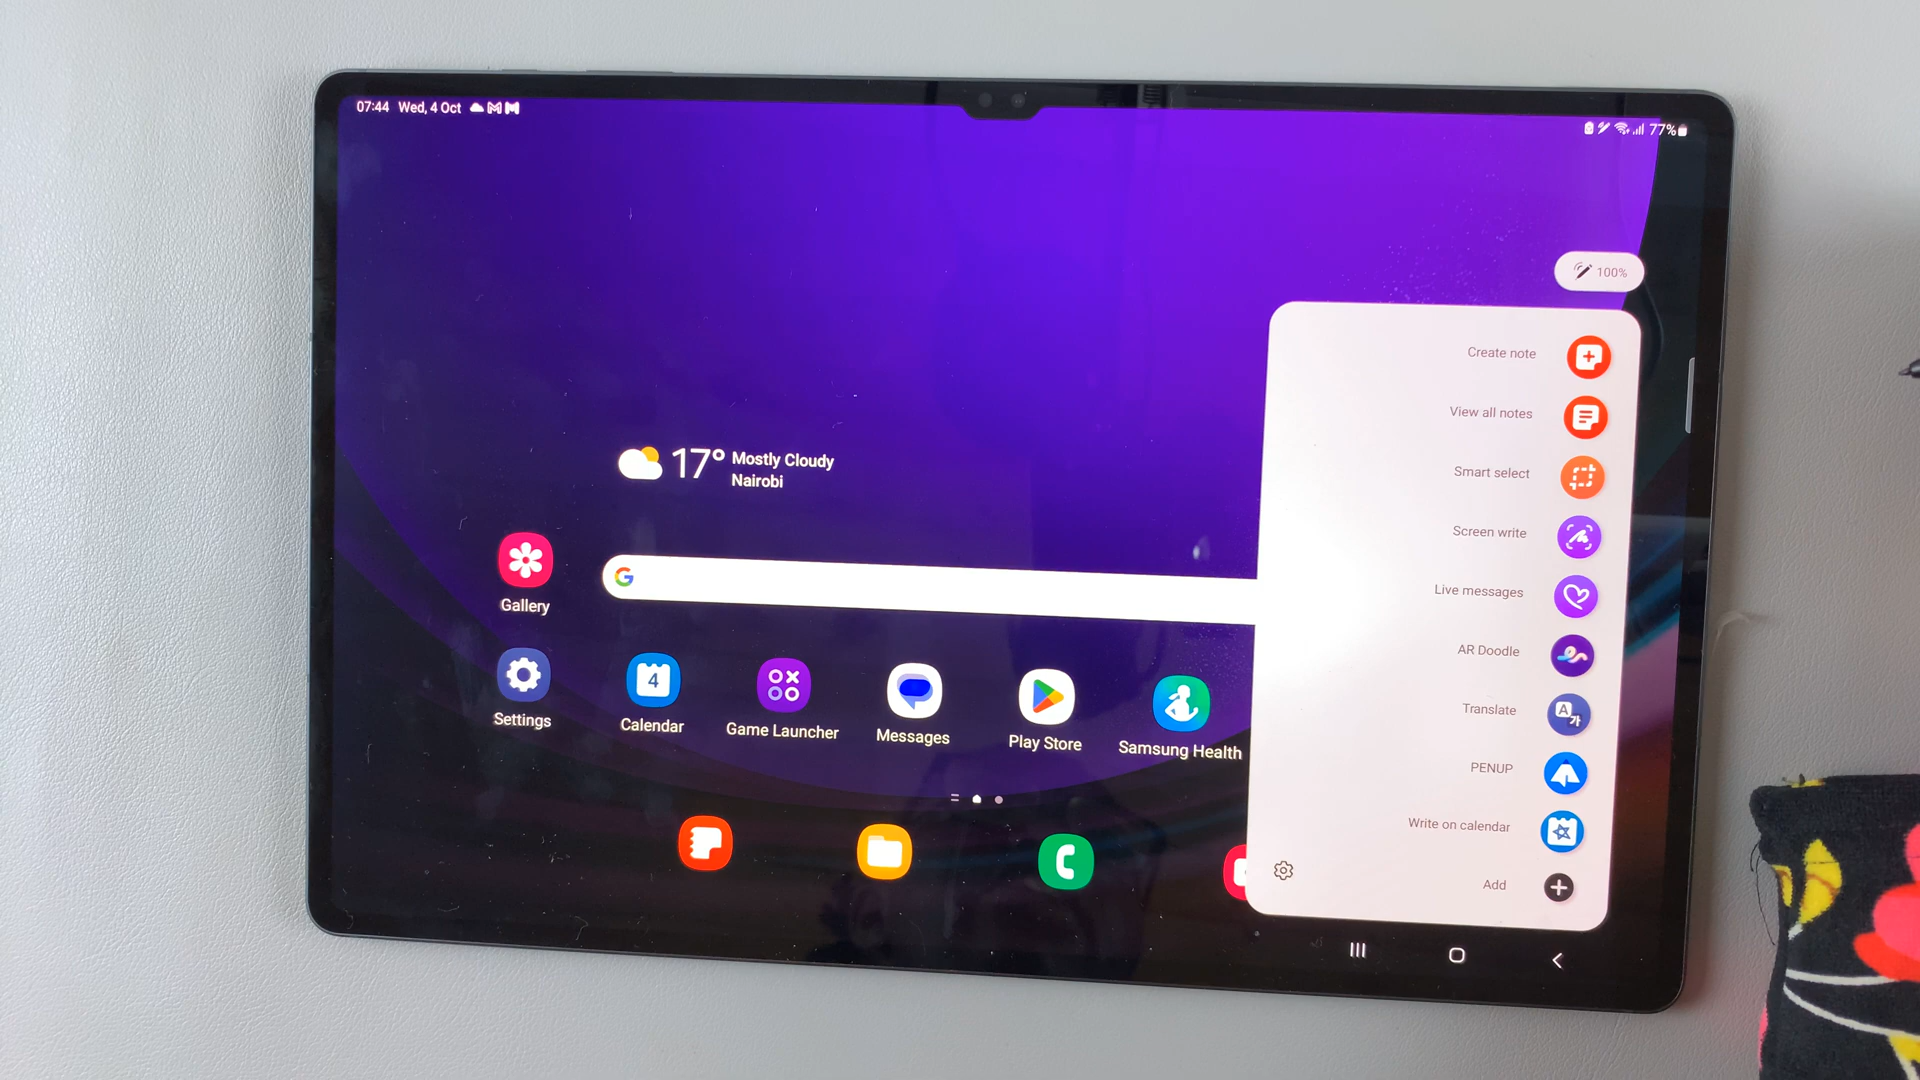 07:44 Wed, 4 Oct
77%
100%
Create note
View all notes
Smart select
Screen write
Live messages
AR Doodle
Translate
PENUP
Write on calendar
Add
17° Mostly Cloudy
Nairobi
G
Gallery
4
Settings
Calendar
Game Launcher
Messages
Play Store
Samsung Health
A
가